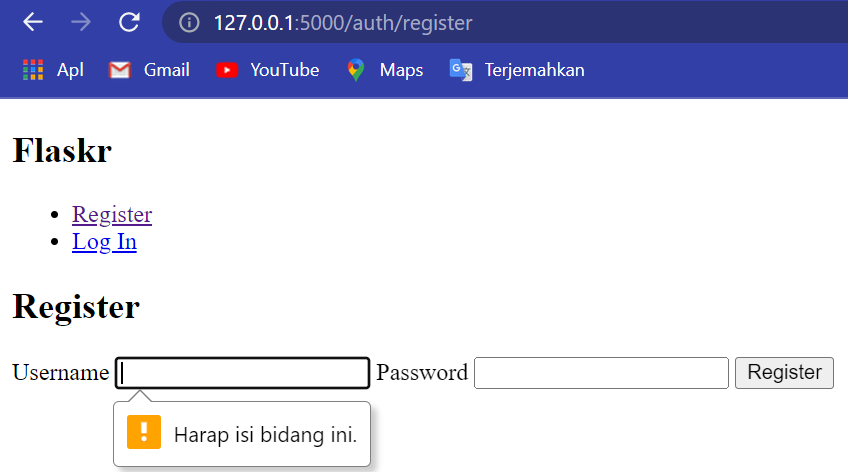 127.0.0.1:5000/auth/register
Apl Gmail YouTube Maps Terjemahkan
Flaskr
Register
Log In
Register
Username Password Register
Harap isi bidang ini.